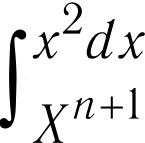 ∫ x²dx
Xⁿ⁺¹